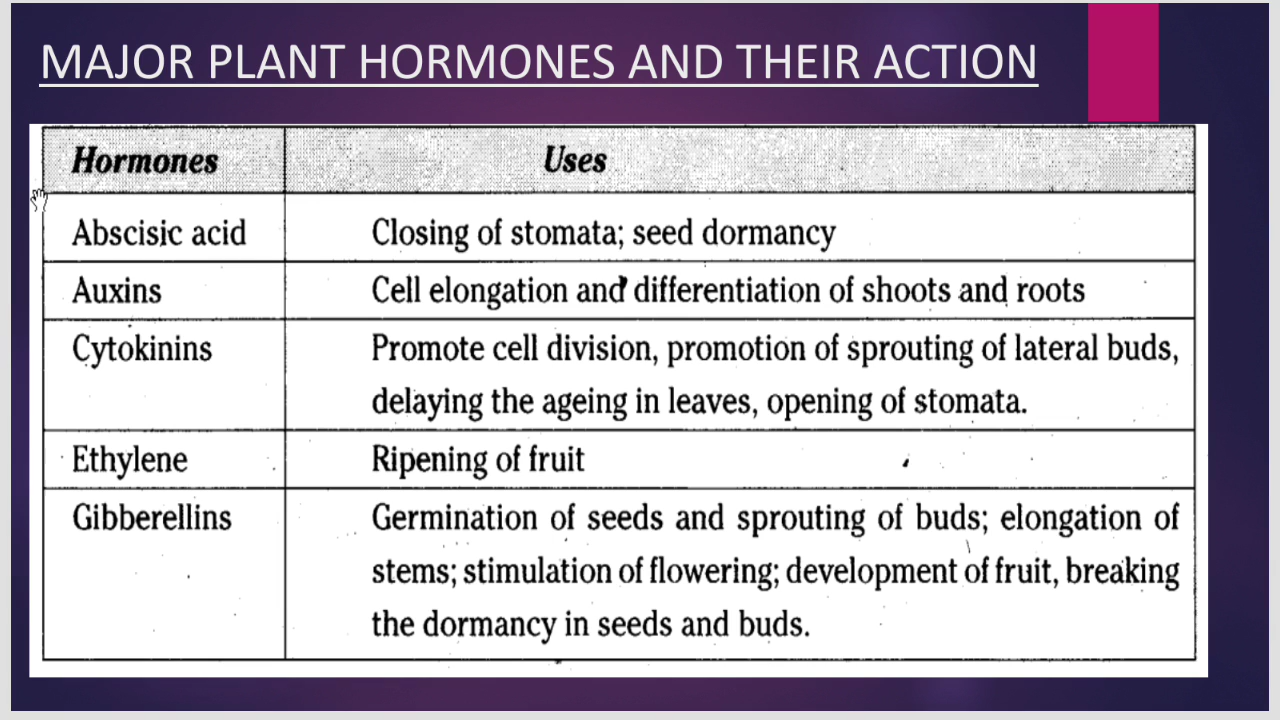 MAJOR PLANT HORMONES AND THEIR ACTION
Hormones Uses
Abscisic acid Closing of stomata; seed dormancy
Auxins Cell elongation and differentiation of shoots and roots
Cytokinins Promote cell division, promotion of sprouting of lateral buds,
delaying the ageing in leaves, opening of stomata.
Ethylene Ripening of fruit
Gibberellins Germination of seeds and sprouting of buds; elongation of
stems; stimulation of flowering; development of fruit, breaking
the dormancy in seeds and buds.